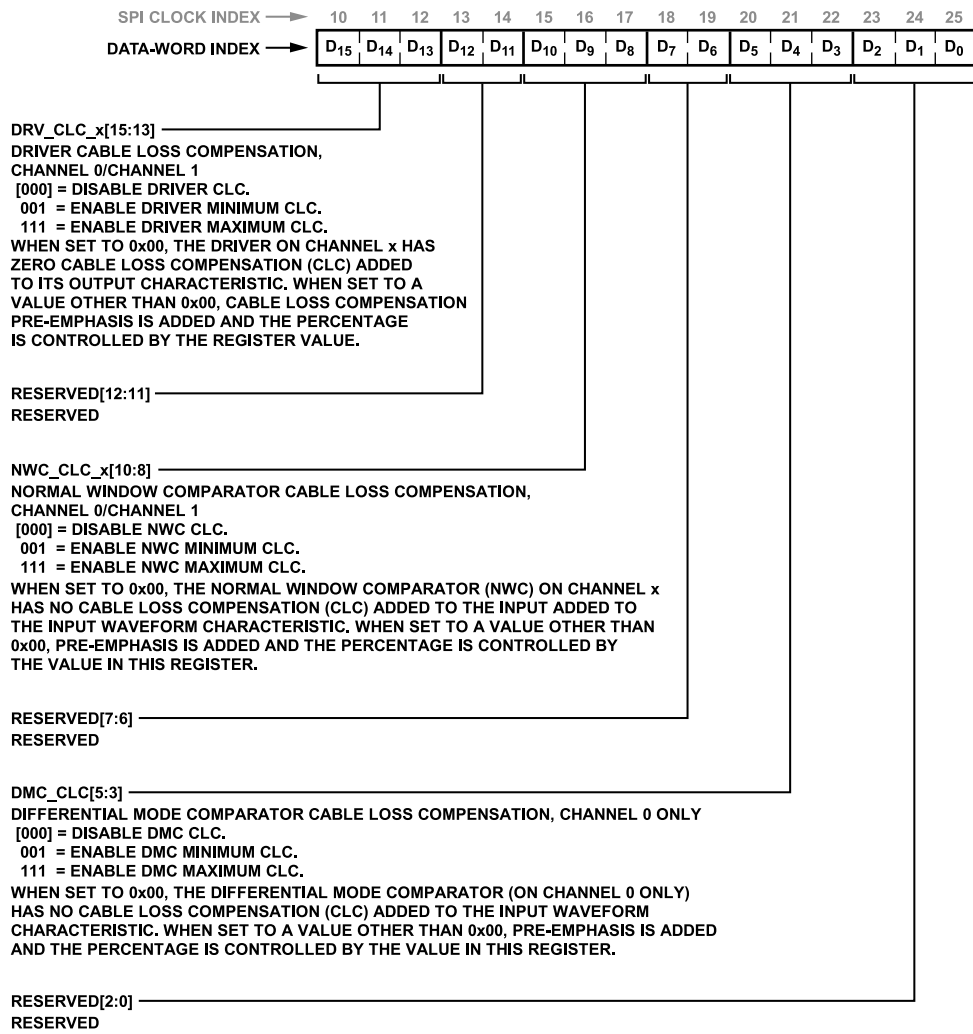 SPI CLOCK INDEX 10 11 12 13 14 15 16 17 18 19 20 21 22 23 24 25
DATA-WORD INDEX D15 D14 D13 D12 D11 D10 D9 D8 D7 D6 D5 D4 D3 D2 D1 D0
DRV_CLC_x[15:13]
DRIVER CABLE LOSS COMPENSATION,
CHANNEL 0/CHANNEL 1
[000] = DISABLE DRIVER CLC.
001 = ENABLE DRIVER MINIMUM CLC.
111 = ENABLE DRIVER MAXIMUM CLC.
WHEN SET TO 0x00, THE DRIVER ON CHANNEL x HAS
ZERO CABLE LOSS COMPENSATION (CLC) ADDED
TO ITS OUTPUT CHARACTERISTIC. WHEN SET TO A
VALUE OTHER THAN 0x00, CABLE LOSS COMPENSATION
PRE-EMPHASIS IS ADDED AND THE PERCENTAGE
IS CONTROLLED BY THE REGISTER VALUE.
RESERVED[12:11]
RESERVED
NWC_CLC_x[10:8]
NORMAL WINDOW COMPARATOR CABLE LOSS COMPENSATION,
CHANNEL 0/CHANNEL 1
[000] = DISABLE NWC CLC.
001 = ENABLE NWC MINIMUM CLC.
111 = ENABLE NWC MAXIMUM CLC.
WHEN SET TO 0x00, THE NORMAL WINDOW COMPARATOR (NWC) ON CHANNEL x
HAS NO CABLE LOSS COMPENSATION (CLC) ADDED TO THE INPUT ADDED TO
THE INPUT WAVEFORM CHARACTERISTIC. WHEN SET TO A VALUE OTHER THAN
0x00, PRE-EMPHASIS IS ADDED AND THE PERCENTAGE IS CONTROLLED BY
THE VALUE IN THIS REGISTER.
RESERVED[7:6]
RESERVED
DMC_CLC[5:3]
DIFFERENTIAL MODE COMPARATOR CABLE LOSS COMPENSATION, CHANNEL 0 ONLY
[000] = DISABLE DMC CLC.
001 = ENABLE DMC MINIMUM CLC.
111 = ENABLE DMC MAXIMUM CLC.
WHEN SET TO 0x00, THE DIFFERENTIAL MODE COMPARATOR (ON CHANNEL 0 ONLY)
HAS NO CABLE LOSS COMPENSATION (CLC) ADDED TO THE INPUT WAVEFORM
CHARACTERISTIC. WHEN SET TO A VALUE OTHER THAN 0x00, PRE-EMPHASIS IS ADDED
AND THE PERCENTAGE IS CONTROLLED BY THE VALUE IN THIS REGISTER.
RESERVED[2:0]
RESERVED